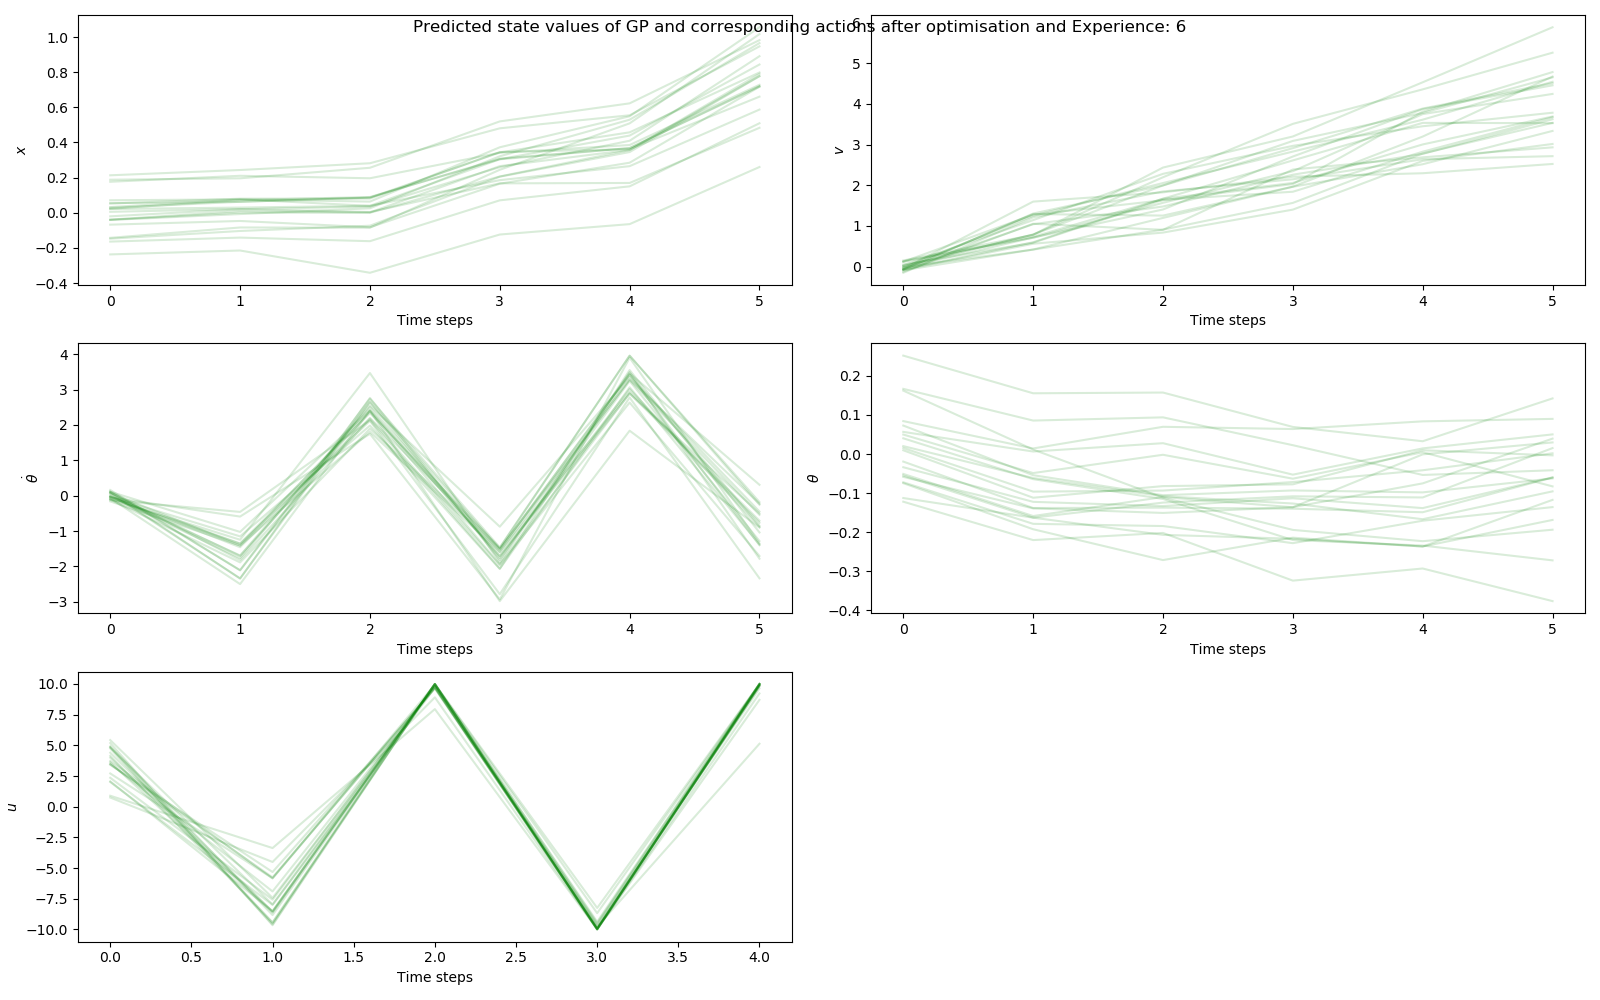 Predicted state values of GP and corresponding actions after optimisation and Experience: 6
1.0
0.8
0.6
0.4
0.2
0.0
−0.2
−0.4
x
0 1 2 3 4 5
Time steps
6
5
4
3
2
1
0
v
0 1 2 3 4 5
Time steps
4
3
2
1
0
−1
−2
−3
θ̇
0 1 2 3 4 5
Time steps
0.2
0.1
0.0
−0.1
−0.2
−0.3
−0.4
θ
0 1 2 3 4 5
Time steps
10.0
7.5
5.0
2.5
0.0
−2.5
−5.0
−7.5
−10.0
u
0.0 0.5 1.0 1.5 2.0 2.5 3.0 3.5 4.0
Time steps